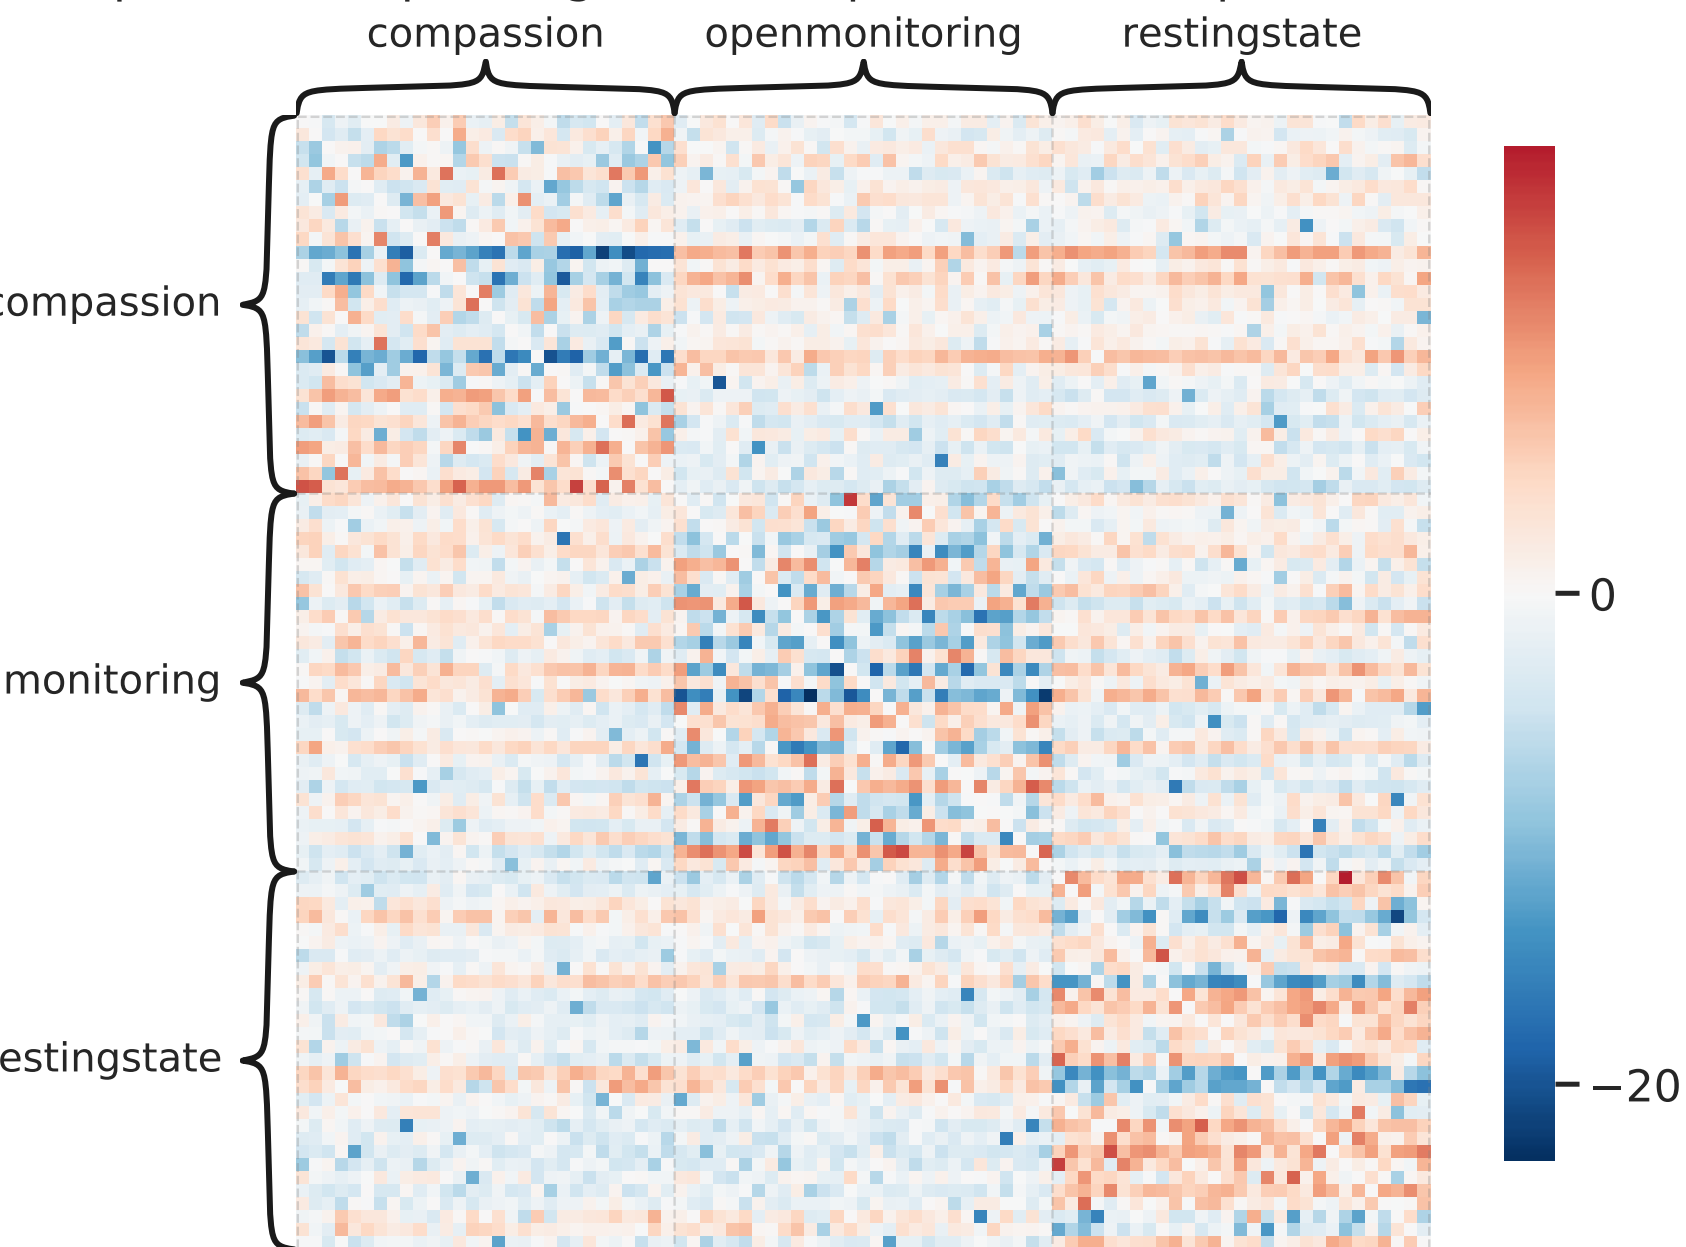 compassion openmonitoring restingstate
compassion
monitoring
estingstate
0
−20